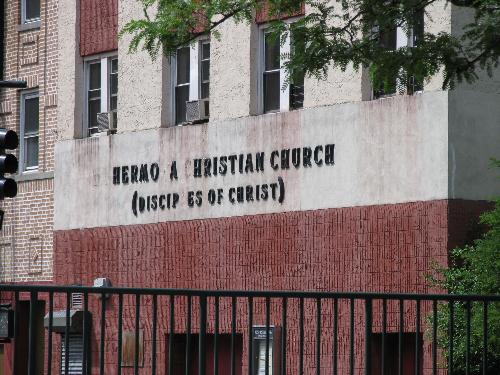 HERMO A HRISTIAN CHURCH
(DISCIP ES OF CHRIST)